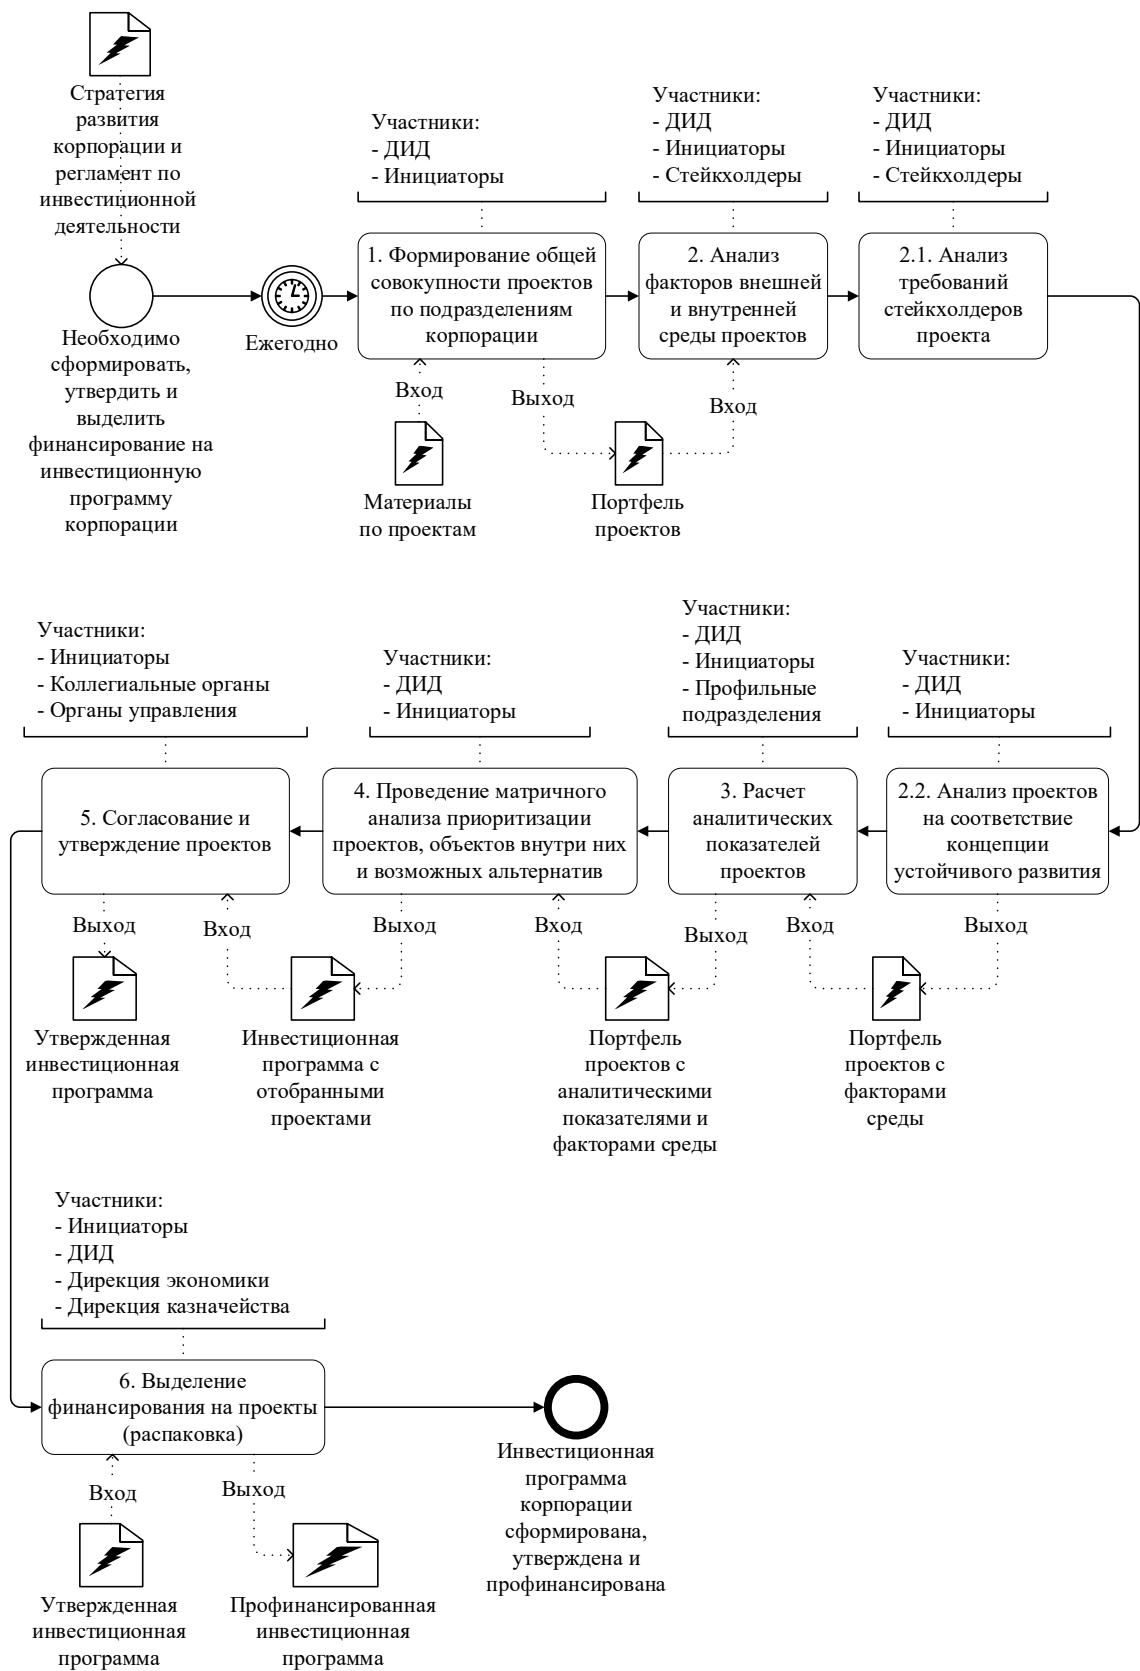 Стратегия
развития
корпорации и
регламент по
инвестиционной
деятельности
Необходимо
сформировать,
утвердить и
выделить
финансирование на
инвестиционную
программу
корпорации
Ежегодно
Участники:
- ДИД
- Инициаторы
1. Формирование общей
совокупности проектов
по подразделениям
корпорации
Вход
Материалы
по проектам
Выход
Портфель
проектов
Участники:
- ДИД
- Инициаторы
- Стейкхолдеры
2. Анализ
факторов внешней
и внутренней
среды проектов
Вход
Участники:
- ДИД
- Инициаторы
- Стейкхолдеры
2.1. Анализ
требований
стейкхолдеров
проекта
Участники:
- ДИД
- Инициаторы
2.2. Анализ проектов
на соответствие
концепции
устойчивого развития
Выход
Портфель
проектов с
факторами
среды
Участники:
- ДИД
- Инициаторы
- Профильные
подразделения
3. Расчет
аналитических
показателей
проектов
Вход
Выход
Портфель
проектов с
аналитическими
показателями и
факторами среды
Участники:
- ДИД
- Инициаторы
4. Проведение матричного
анализа приоритизации
проектов, объектов внутри них
и возможных альтернатив
Вход
Выход
Инвестиционная
программа с
отобранными
проектами
Участники:
- Инициаторы
- Коллегиальные органы
- Органы управления
5. Согласование и
утверждение проектов
Вход
Выход
Утвержденная
инвестиционная
программа
Участники:
- Инициаторы
- ДИД
- Дирекция экономики
- Дирекция казначейства
6. Выделение
финансирования на проекты
(распаковка)
Вход
Утвержденная
инвестиционная
программа
Выход
Профинансированная
инвестиционная
программа
Инвестиционная
программа
корпорации
сформирована,
утверждена и
профинансирована